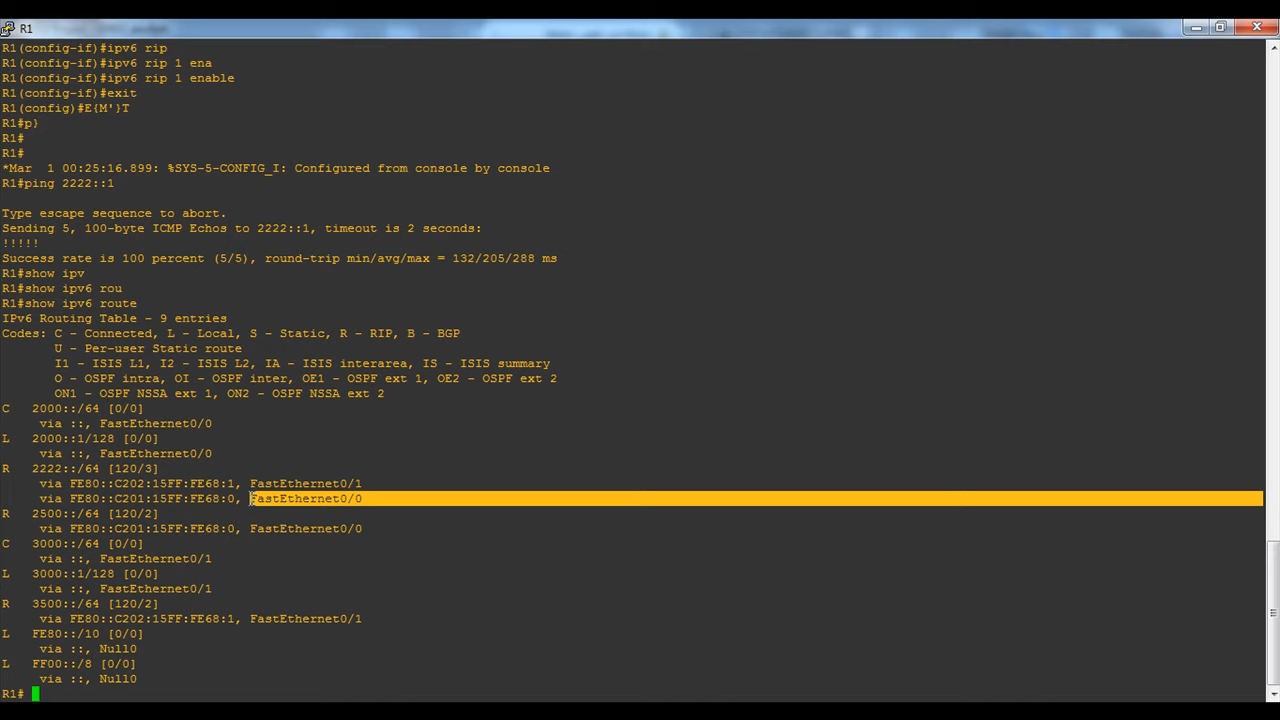 R1
R1(config-if)#ipv6 rip
R1(config-if)#ipv6 rip 1 ena
R1(config-if)#ipv6 rip 1 enable
R1(config-if)#exit
R1(config)#E{M'}T
R1#p}
R1#
R1#
*Mar  1 00:25:16.899: %SYS-5-CONFIG_I: Configured from console by console
R1#ping 2222::1
Type escape sequence to abort.
Sending 5, 100-byte ICMP Echos to 2222::1, timeout is 2 seconds:
!!!!!
Success rate is 100 percent (5/5), round-trip min/avg/max = 132/205/288 ms
R1#show ipv
R1#show ipv6 rou
R1#show ipv6 route
IPv6 Routing Table - 9 entries
Codes: C - Connected, L - Local, S - Static, R - RIP, B - BGP
       U - Per-user Static route
       I1 - ISIS L1, I2 - ISIS L2, IA - ISIS interarea, IS - ISIS summary
       O - OSPF intra, OI - OSPF inter, OE1 - OSPF ext 1, OE2 - OSPF ext 2
       ON1 - OSPF NSSA ext 1, ON2 - OSPF NSSA ext 2
C   2000::/64 [0/0]
     via ::, FastEthernet0/0
L   2000::1/128 [0/0]
     via ::, FastEthernet0/0
R   2222::/64 [120/3]
     via FE80::C202:15FF:FE68:1, FastEthernet0/1
     via FE80::C201:15FF:FE68:0, FastEthernet0/0
R   2500::/64 [120/2]
     via FE80::C201:15FF:FE68:0, FastEthernet0/0
C   3000::/64 [0/0]
     via ::, FastEthernet0/1
L   3000::1/128 [0/0]
     via ::, FastEthernet0/1
R   3500::/64 [120/2]
     via FE80::C202:15FF:FE68:1, FastEthernet0/1
L   FE80::/10 [0/0]
     via ::, Null0
L   FF00::/8 [0/0]
     via ::, Null0
R1#